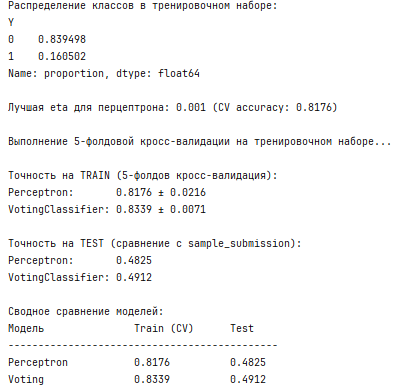 Распределение классов в тренировочном наборе:
Y
0    0.839498
1    0.160502
Name: proportion, dtype: float64

Лучшая eta для перцептрона: 0.001 (CV accuracy: 0.8176)

Выполнение 5-фолдовой кросс-валидации на тренировочном наборе...

Точность на TRAIN (5-фолдов кросс-валидация):
Perceptron:       0.8176 ± 0.0216
VotingClassifier: 0.8339 ± 0.0071

Точность на TEST (сравнение с sample_submission):
Perceptron:       0.4825
VotingClassifier: 0.4912

Сводное сравнение моделей:
Модель               Train (CV)      Test
---------------------------------------------
Perceptron           0.8176          0.4825
Voting               0.8339          0.4912